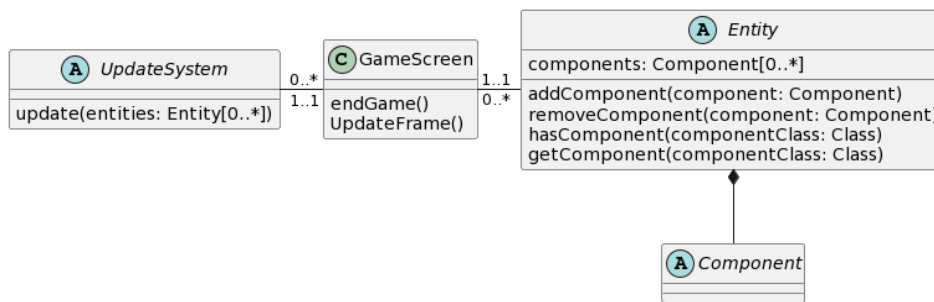 A UpdateSystem
update(entities: Entity[0..*])
0..*
1..1
C GameScreen
endGame()
UpdateFrame()
1..1
0..*
A Entity
components: Component[0..*]
addComponent(component: Component)
removeComponent(component: Component)
hasComponent(componentClass: Class)
getComponent(componentClass: Class)
A Component